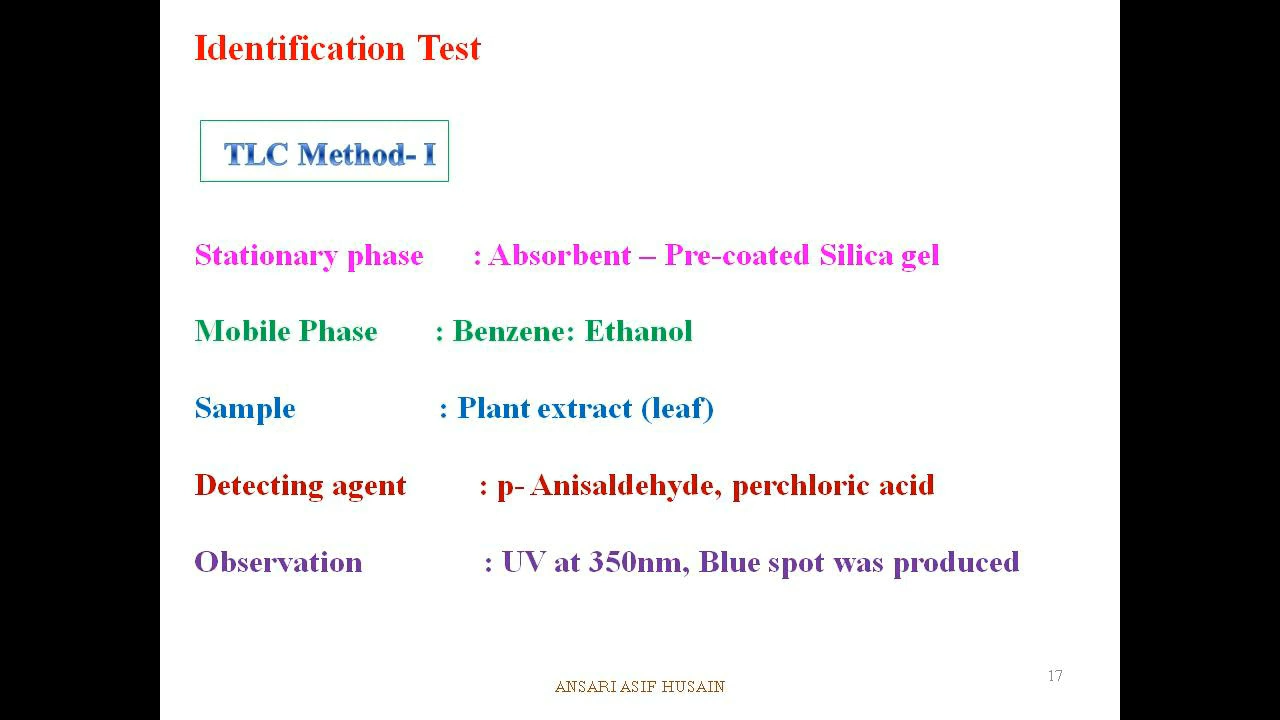 Identification Test
TLC Method- I
Stationary phase : Absorbent – Pre-coated Silica gel
Mobile Phase : Benzene: Ethanol
Sample : Plant extract (leaf)
Detecting agent : p- Anisaldehyde, perchloric acid
Observation : UV at 350nm, Blue spot was produced
17
ANSARI ASIF HUSAIN